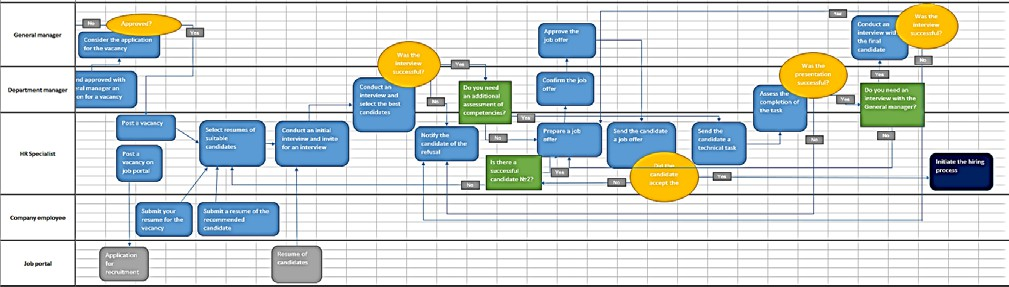 General manager
No
Approved?
Yes
Consider the application
for the vacancy
Approve the
job offer
Yes
Conduct an
interview with
the final
candidate
Was the
interview
successful?
No
Department manager
nd approved with
ral manager an
on for a vacancy
Was the
interview
successful?
Yes
No
Conduct an
interview and
select the best
candidates
Do you need
an additional
assessment of
competencies?
Yes
No
Confirm the job
offer
Was the
presentation
successful?
Yes
Assess the
completion of
the task
Yes
Do you need an
interview with the
General manager?
No
No
HR Specialist
Post a vacancy
Post a
vacancy on
job portal
Select resumes of
suitable
candidates
Conduct an initial
interview and invite
for an interview
Notify the
candidate of the
refusal
Prepare a job
offer
Send the candidate
a job offer
Send the
candidate a
technical task
Is there a
successful
candidate №2?
No
Yes
No
Did the
candidate
accept the
Yes
Initiate the hiring
process
Company employee
Submit your
resume for the
vacancy
Submit a resume of the
recommended
candidate
Job portal
Application
for
recruitment
Resume of
candidates